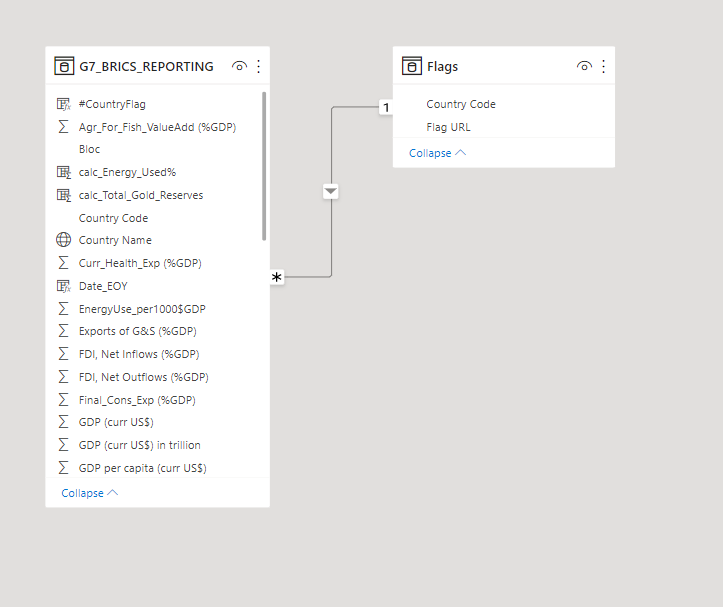 G7_BRICS_REPORTING
#CountryFlag
Agr_For_Fish_ValueAdd (%GDP)
Bloc
calc_Energy_Used%
calc_Total_Gold_Reserves
Country Code
Country Name
Curr_Health_Exp (%GDP)
Date_EOY
EnergyUse_per1000$GDP
Exports of G&S (%GDP)
FDI, Net Inflows (%GDP)
FDI, Net Outflows (%GDP)
Final_Cons_Exp (%GDP)
GDP (curr US$)
GDP (curr US$) in trillion
GDP per capita (curr US$)
Collapse
*
1
Flags
Country Code
Flag URL
Collapse